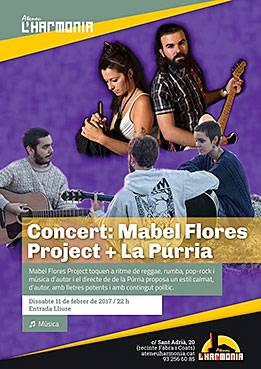 Ateneu
L'HARMONIA
Concert: Mabel Flores
Project + La Púrria
Mabel Flores Project toquen a ritme de reggae, rumba, pop-rock i
música d'autor i el directe de de la Púrria proposa un estil calmat,
d'autor, amb lletres potents i amb contingut polític.
Dissabte 11 de febrer de 2017 / 22 h
Entrada Lliure
Música
c/ Sant Adrià, 20
(recinte Fabra i Coats)
ateneuharmonia.cat
93 256 60 85
Ateneu
L'HARMONIA